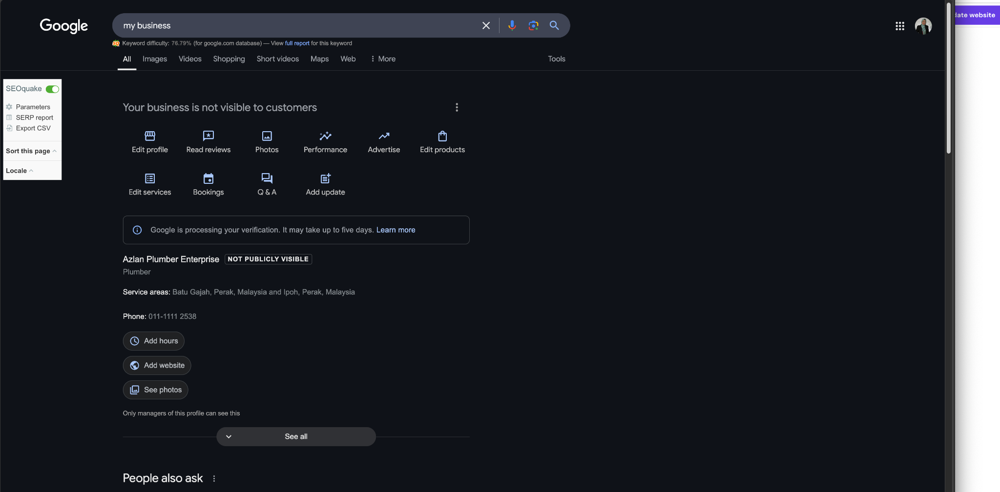 Google
my business
date website
Keyword difficulty: 76.79% (for google.com database) — View full report for this keyword
All Images Videos Shopping Short videos Maps Web More Tools
SEOquake
Parameters
SERP report
Export CSV
Sort this page
Locale
Your business is not visible to customers
Edit profile Read reviews Photos Performance Advertise Edit products
Edit services Bookings Q & A Add update
Google is processing your verification. It may take up to five days. Learn more
Azlan Plumber Enterprise NOT PUBLICLY VISIBLE
Plumber
Service areas: Batu Gajah, Perak, Malaysia and Ipoh, Perak, Malaysia
Phone: 011-1111 2538
Add hours
Add website
See photos
Only managers of this profile can see this
See all
People also ask